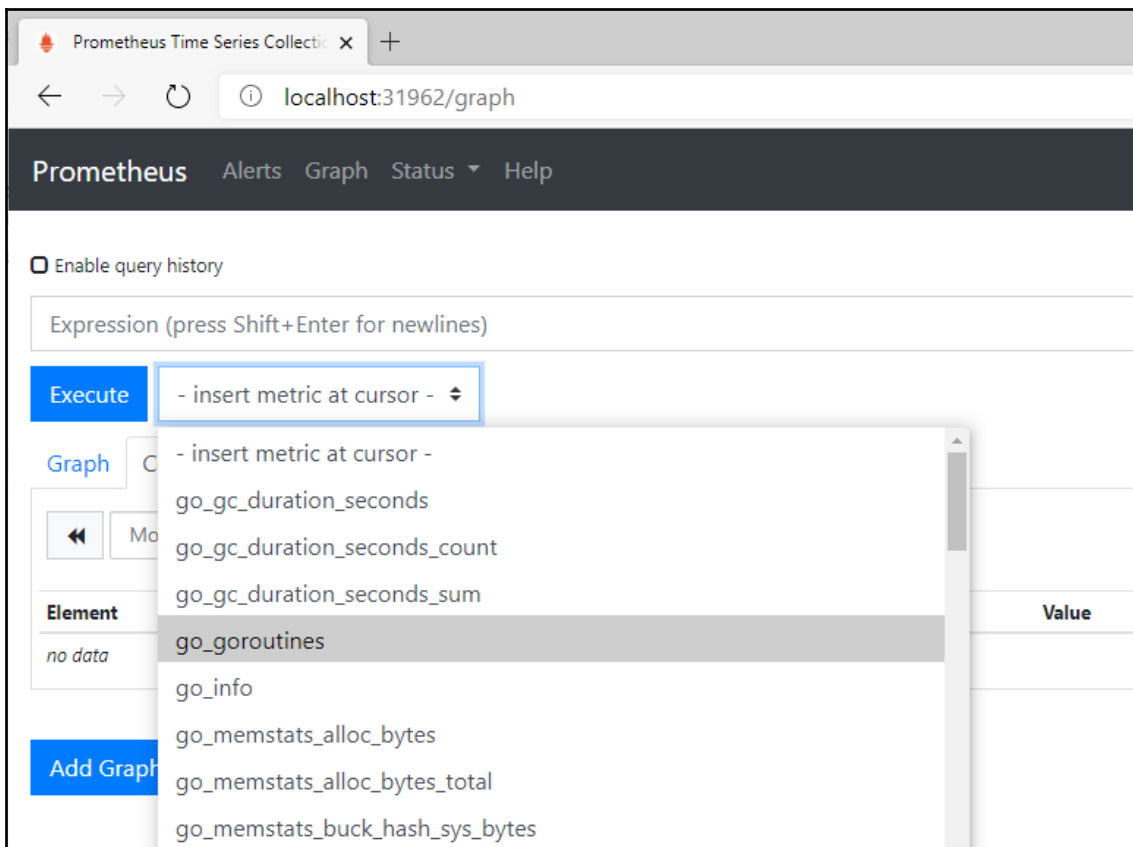 Prometheus Time Series Collectic
localhost:31962/graph
Prometheus Alerts Graph Status Help
Enable query history
Expression (press Shift+Enter for newlines)
Execute - insert metric at cursor -
- insert metric at cursor -
Graph C
go_gc_duration_seconds
Mo
go_gc_duration_seconds_count
go_gc_duration_seconds_sum
Element Value
go_goroutines
no data
go_info
go_memstats_alloc_bytes
Add Graph
go_memstats_alloc_bytes_total
go_memstats_buck_hash_sys_bytes